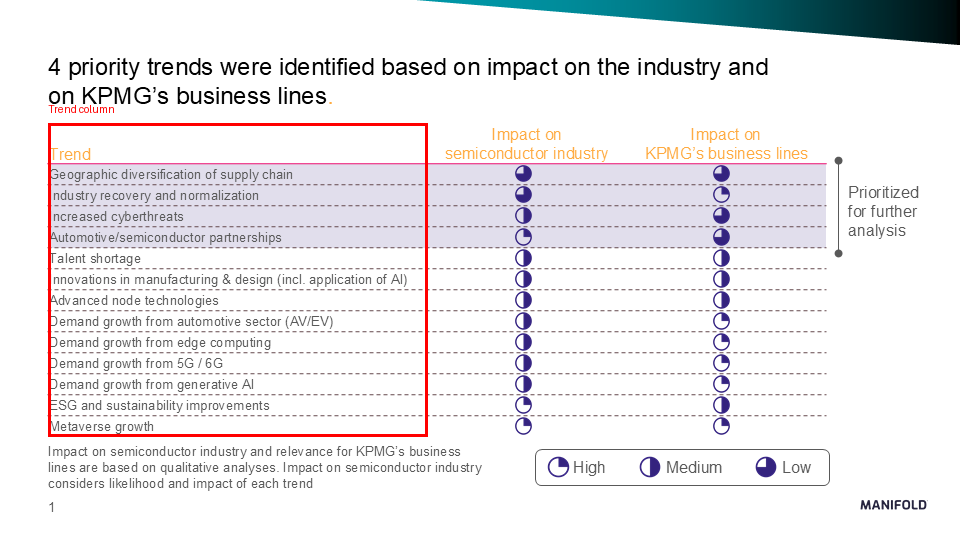 4 priority trends were identified based on impact on the industry and
on KPMG's business lines.
Trend column
Trend
Impact on
semiconductor industry
Impact on
KPMG's business lines
Geographic diversification of supply chain
Industry recovery and normalization
Increased cyberthreats
Automotive/semiconductor partnerships
Talent shortage
Innovations in manufacturing & design (incl. application of AI)
Advanced node technologies
Demand growth from automotive sector (AV/EV)
Demand growth from edge computing
Demand growth from 5G / 6G
Demand growth from generative AI
ESG and sustainability improvements
Metaverse growth
Prioritized
for further
analysis
Impact on semiconductor industry and relevance for KPMG's business
lines are based on qualitative analyses. Impact on semiconductor industry
considers likelihood and impact of each trend
High
Medium
Low
1
MANIFOLD